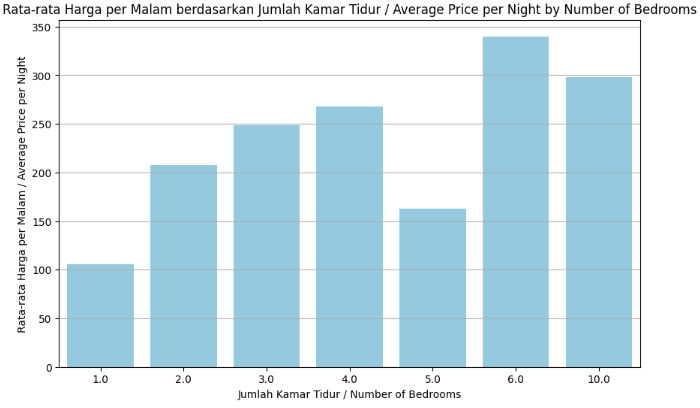 Rata-rata Harga per Malam berdasarkan Jumlah Kamar Tidur / Average Price per Night by Number of Bedrooms
Rata-rata Harga per Malam / Average Price per Night
350
300
250
200
150
100
50
0
1.0 2.0 3.0 4.0 5.0 6.0 10.0
Jumlah Kamar Tidur / Number of Bedrooms